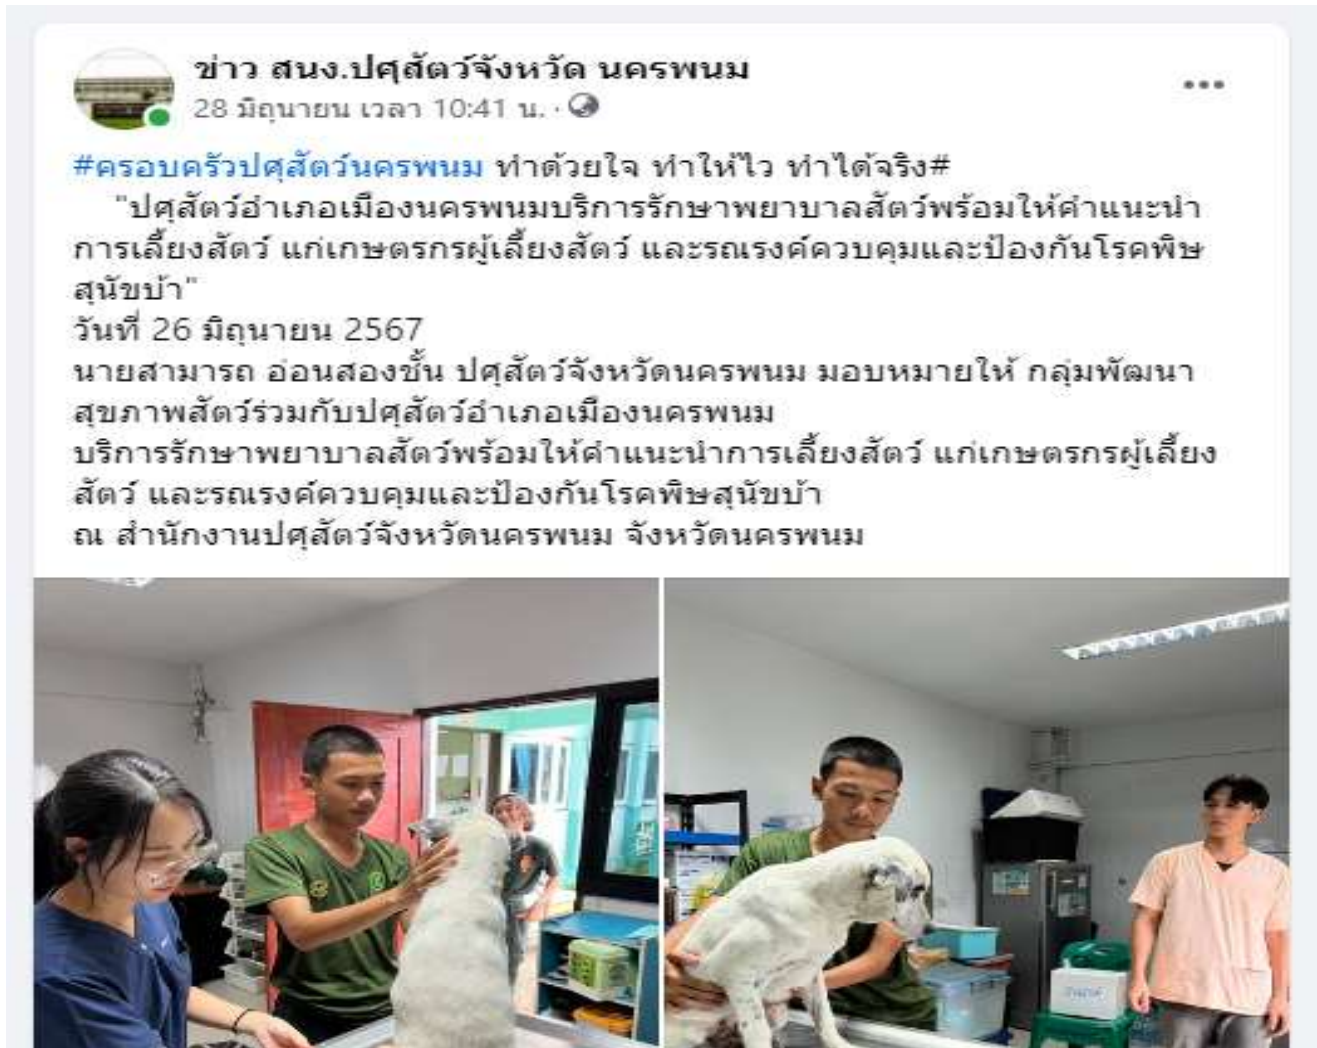 ข่าว สนง.ปศุสัตว์จังหวัด นครพนม
28 มิถุนายน เวลา 10:41 น. ·
#ครอบครัวปศุสัตว์นครพนม ทำด้วยใจ ทำให้ไว ทำได้จริง#
"ปศุสัตว์อำเภอเมืองนครพนมบริการรักษาพยาบาลสัตว์พร้อมให้คำแนะนำ
การเลี้ยงสัตว์ แก่เกษตรกรผู้เลี้ยงสัตว์ และรณรงค์ควบคุมและป้องกันโรคพิษ
สุนัขบ้า"
วันที่ 26 มิถุนายน 2567
นายสามารถ อ่อนสองชั้น ปศุสัตว์จังหวัดนครพนม มอบหมายให้ กลุ่มพัฒนา
สุขภาพสัตว์ร่วมกับปศุสัตว์อำเภอเมืองนครพนม
บริการรักษาพยาบาลสัตว์พร้อมให้คำแนะนำการเลี้ยงสัตว์ แก่เกษตรกรผู้เลี้ยง
สัตว์ และรณรงค์ควบคุมและป้องกันโรคพิษสุนัขบ้า
ณ สำนักงานปศุสัตว์จังหวัดนครพนม จังหวัดนครพนม